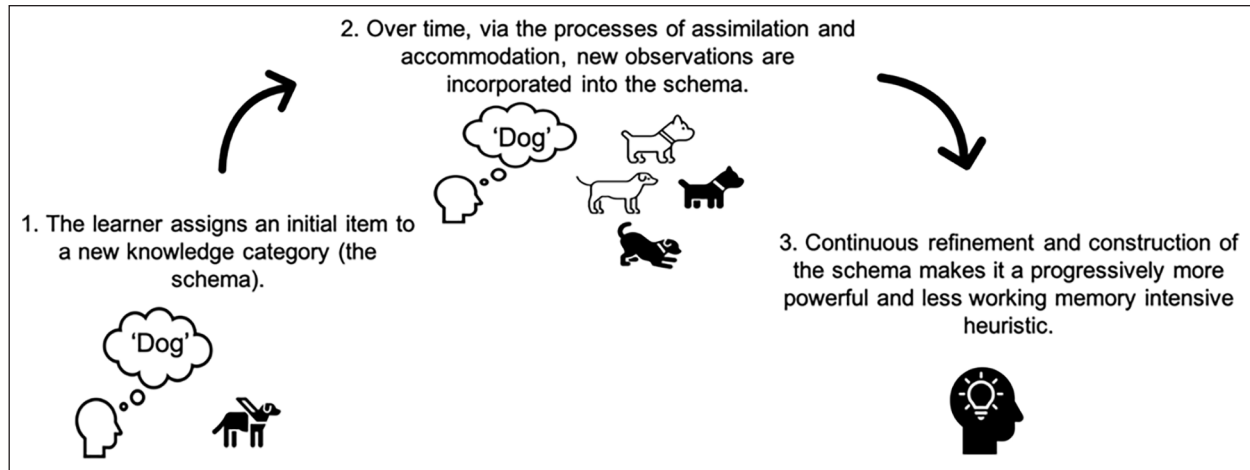 2. Over time, via the processes of assimilation and
accommodation, new observations are
incorporated into the schema.
'Dog'
1. The learner assigns an initial item to
a new knowledge category (the
schema).
'Dog'
3. Continuous refinement and construction of
the schema makes it a progressively more
powerful and less working memory intensive
heuristic.